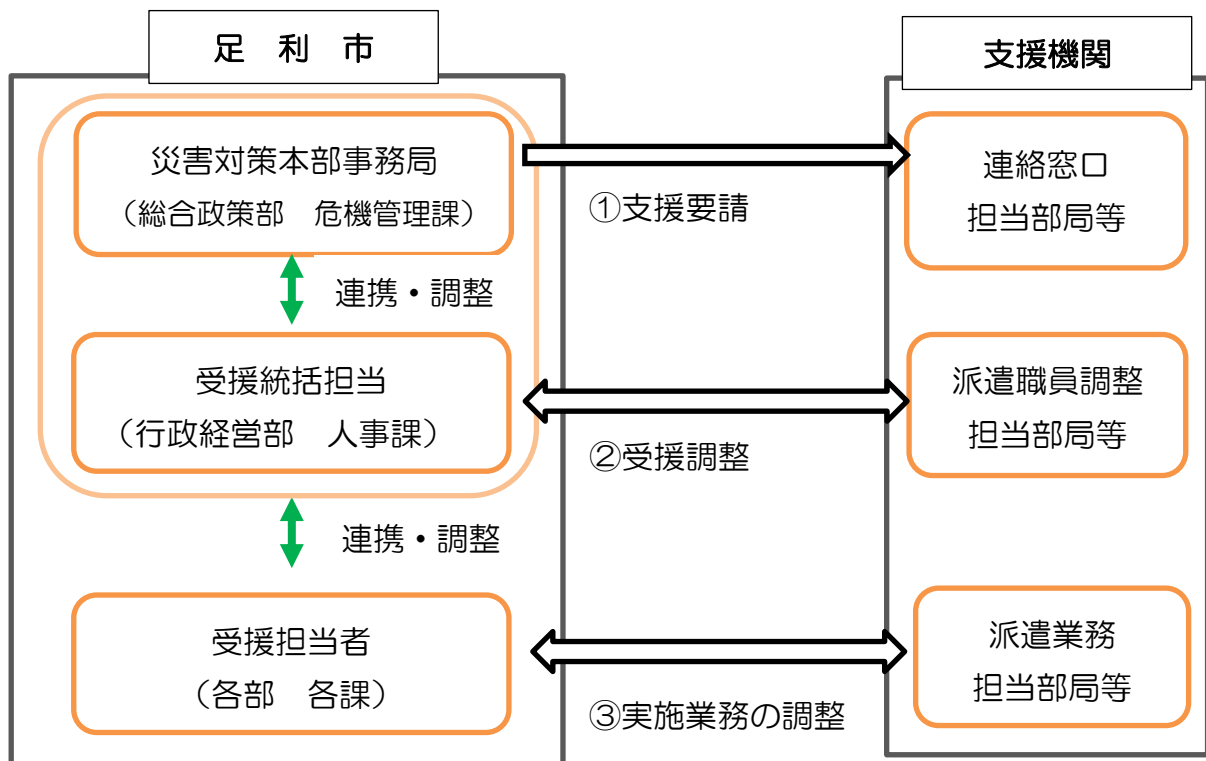 足 利 市
災害対策本部事務局
（総合政策部 危機管理課）
連携・調整
受援統括担当
（行政経営部 人事課）
連携・調整
受援担当者
（各部 各課）
①支援要請
②受援調整
③実施業務の調整
支援機関
連絡窓口
担当部局等
派遣職員調整
担当部局等
派遣業務
担当部局等